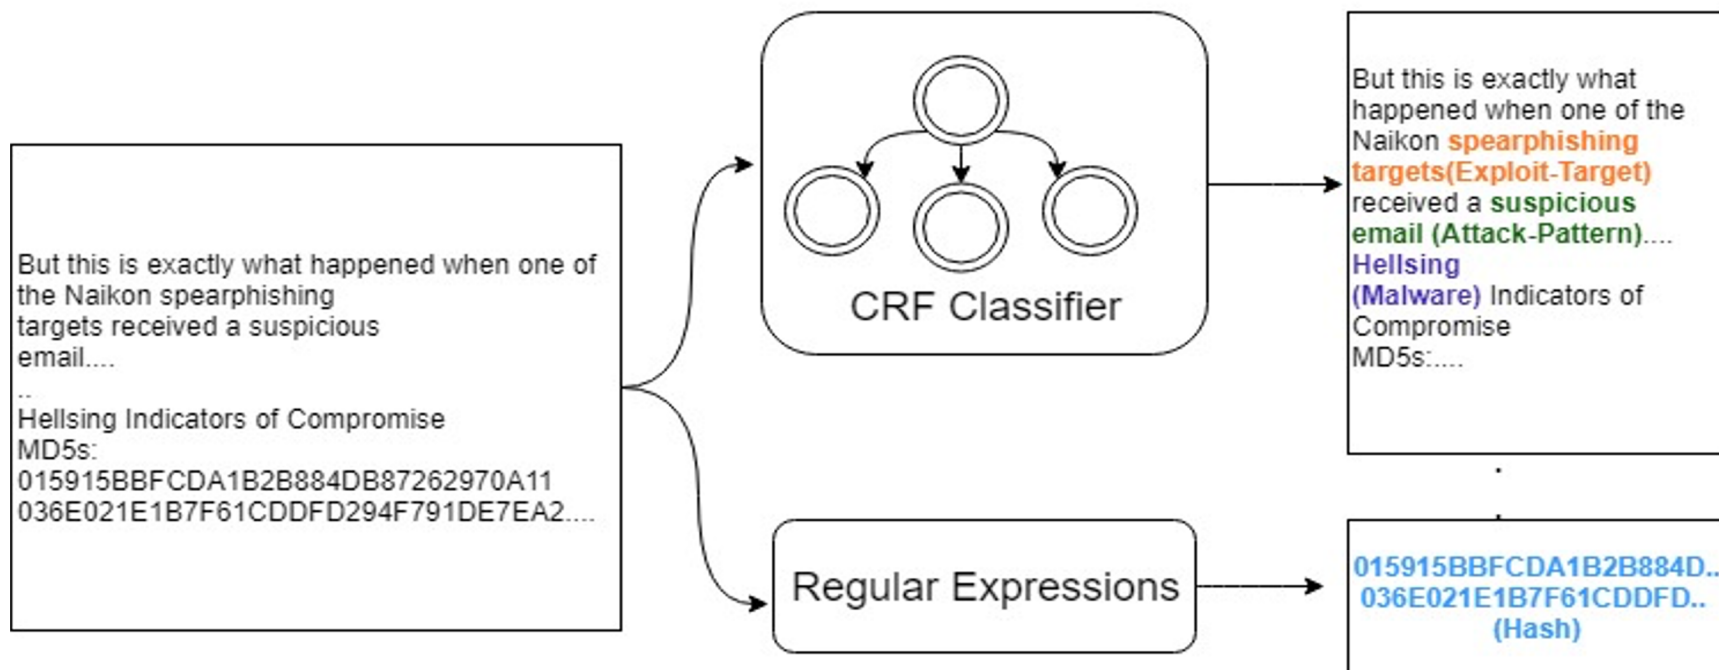 But this is exactly what happened when one of
the Naikon spearphishing
targets received a suspicious
email....
..
Hellsing Indicators of Compromise
MD5s:
015915BBFCDA1B2B884DB87262970A11
036E021E1B7F61CDDFD294F791DE7EA2....
CRF Classifier
Regular Expressions
But this is exactly what
happened when one of the
Naikon spearphishing
targets(Exploit-Target)
received a suspicious
email (Attack-Pattern)....
Hellsing
(Malware) Indicators of
Compromise
MD5s:....
015915BBFCDA1B2B884D..
036E021E1B7F61CDDFD..
(Hash)